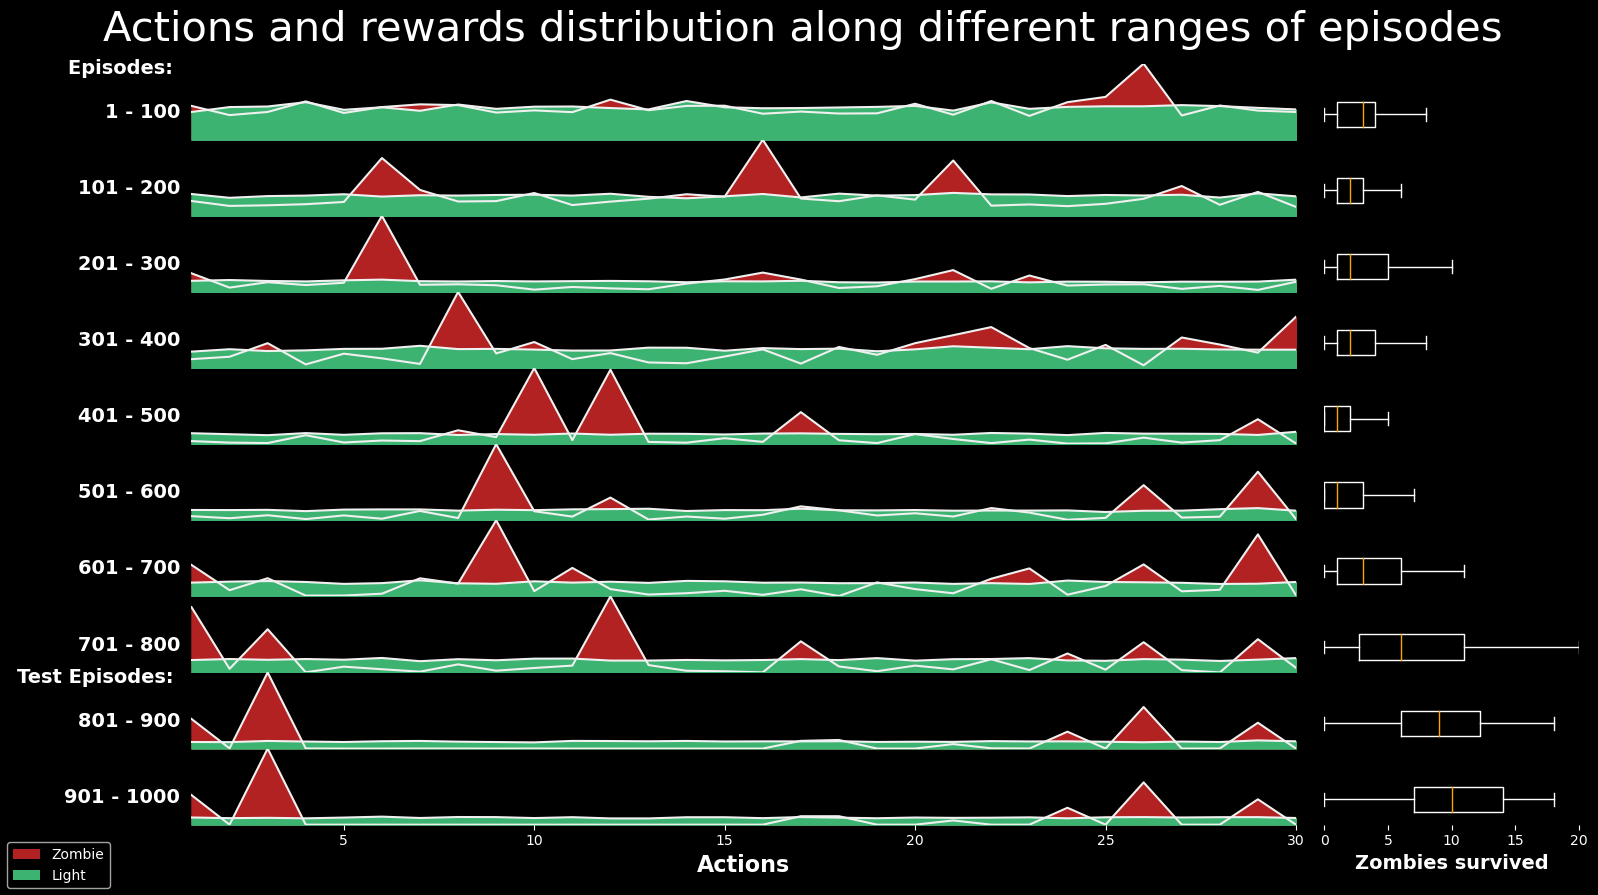 Actions and rewards distribution along different ranges of episodes
Episodes:
1 - 100
101 - 200
201 - 300
301 - 400
401 - 500
501 - 600
601 - 700
701 - 800
Test Episodes:
801 - 900
901 - 1000
5 10 15 20 25 30
0 5 10 15 20
Actions
Zombies survived
Zombie
Light